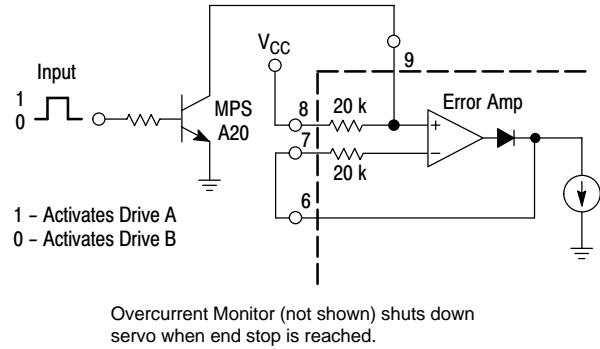 Input
1
0
MPS
A20
VCC
9
8
20 k
7
20 k
6
Error Amp
+
–
1 – Activates Drive A
0 – Activates Drive B
Overcurrent Monitor (not shown) shuts down
servo when end stop is reached.